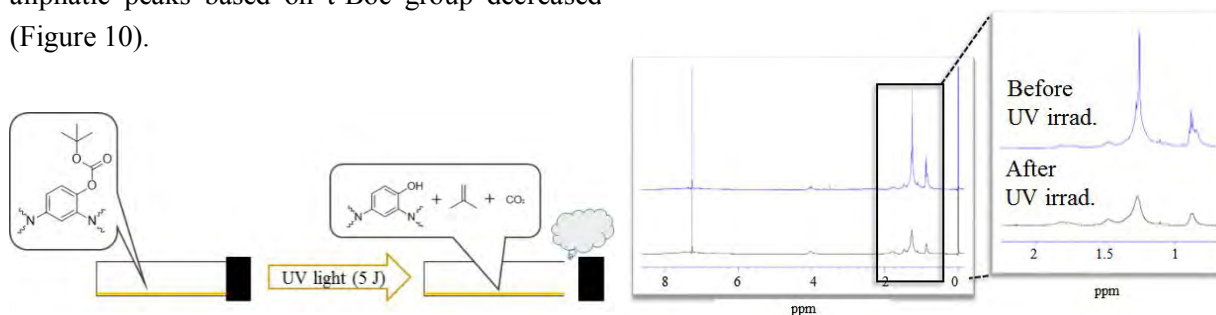 aliphatic peaks based on t-Boc group decreased
(Figure 10).
O
O
O
N
N
UV light (5 J)
OH
N
N
+
+
CO₂
Before
UV irrad.
After
UV irrad.
8
6
4
2
0
ppm
2
1.5
1
ppm